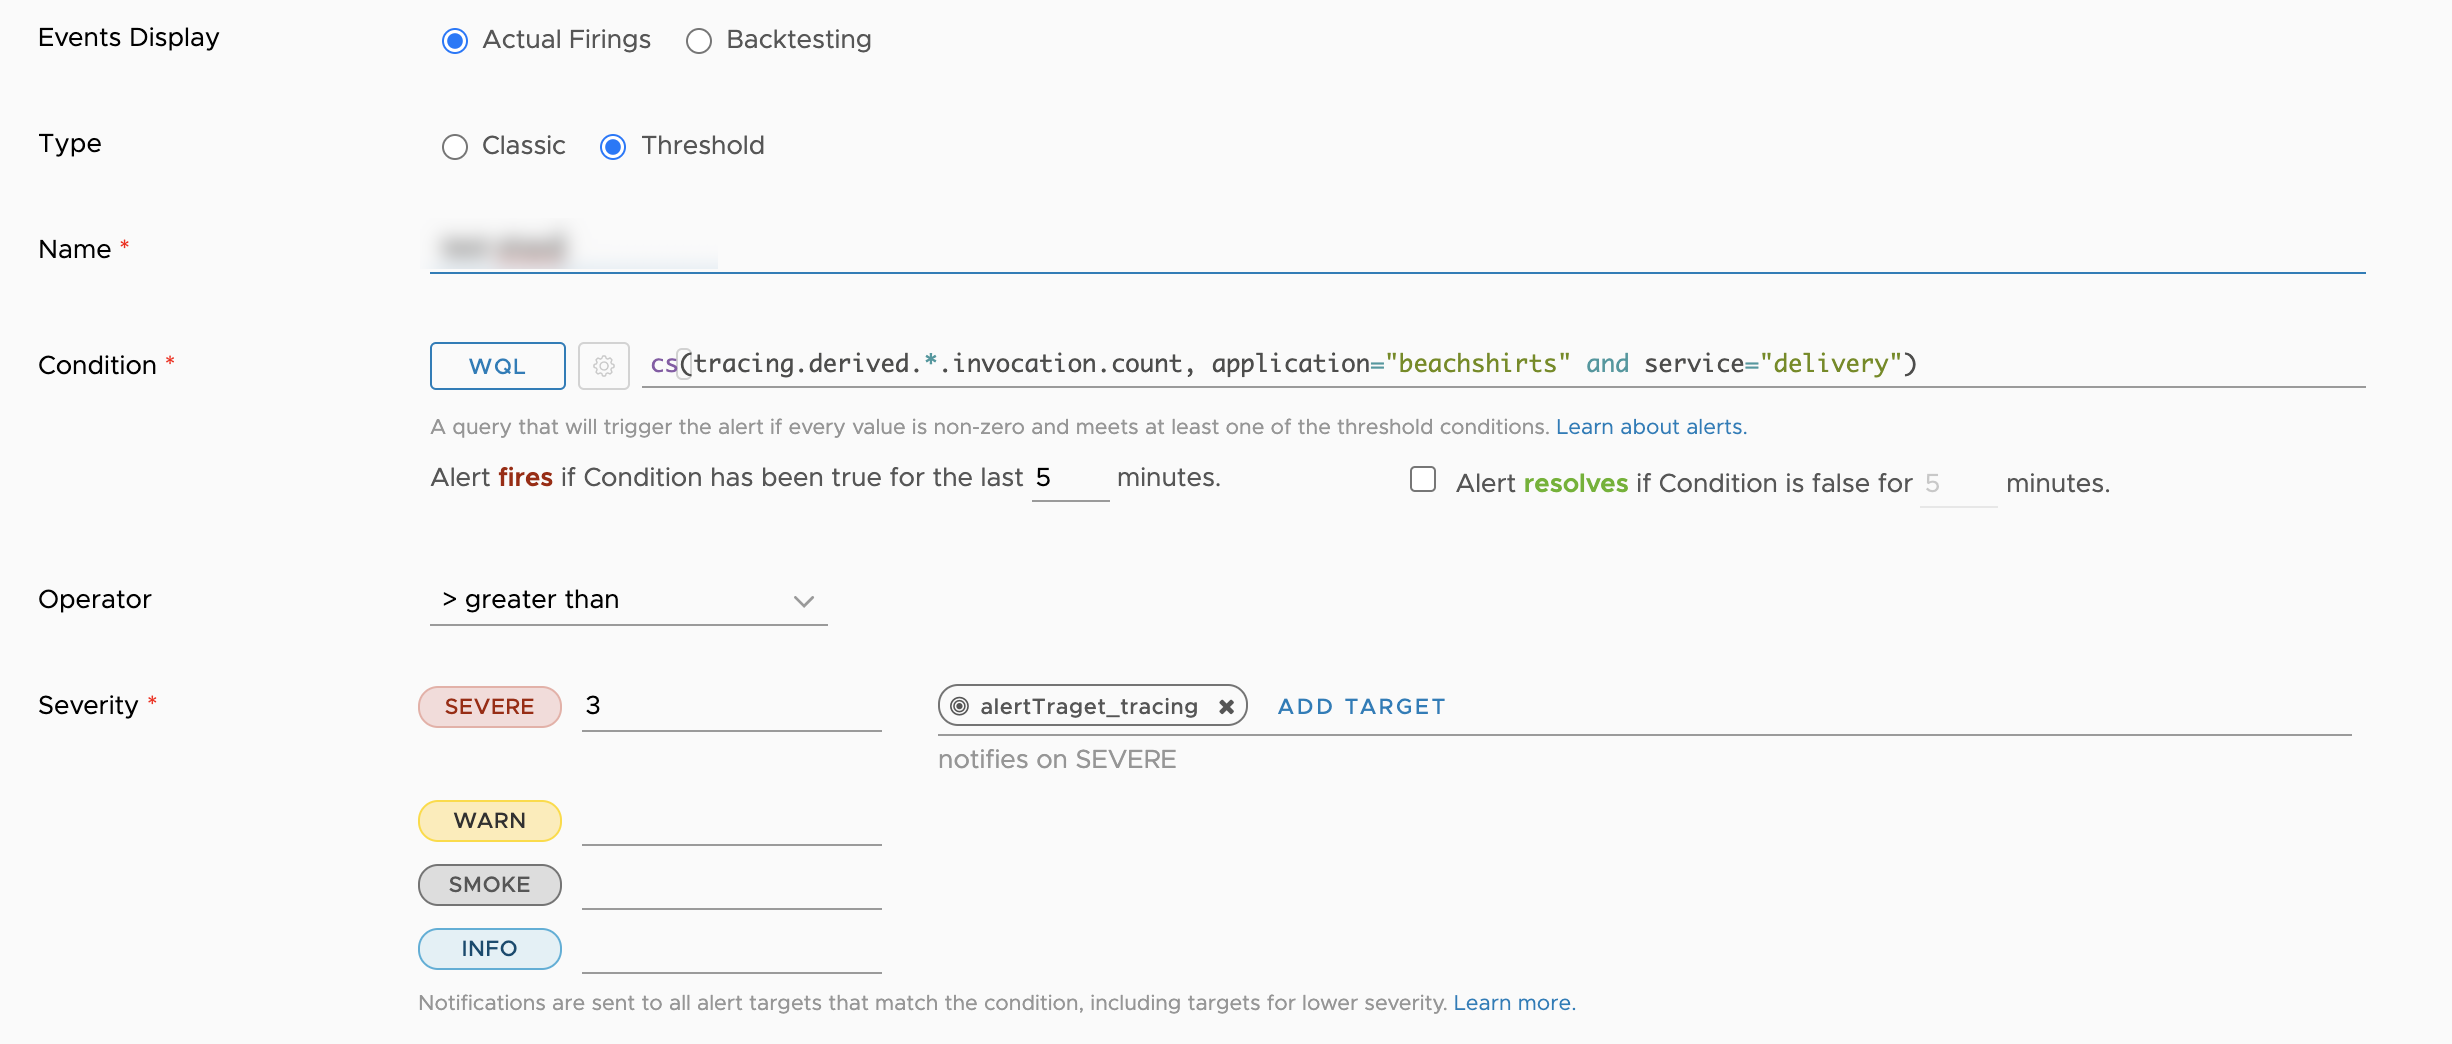 Events Display
Actual Firings Backtesting
Type
Classic Threshold
Name *
Condition *
WQL cs(tracing.derived.*.invocation.count, application="beachshirts" and service="delivery")
A query that will trigger the alert if every value is non-zero and meets at least one of the threshold conditions. Learn about alerts.
Alert fires if Condition has been true for the last 5 minutes. Alert resolves if Condition is false for 5 minutes.
Operator
> greater than
Severity *
SEVERE 3 alertTraget_tracing ADD TARGET
notifies on SEVERE
WARN
SMOKE
INFO
Notifications are sent to all alert targets that match the condition, including targets for lower severity. Learn more.